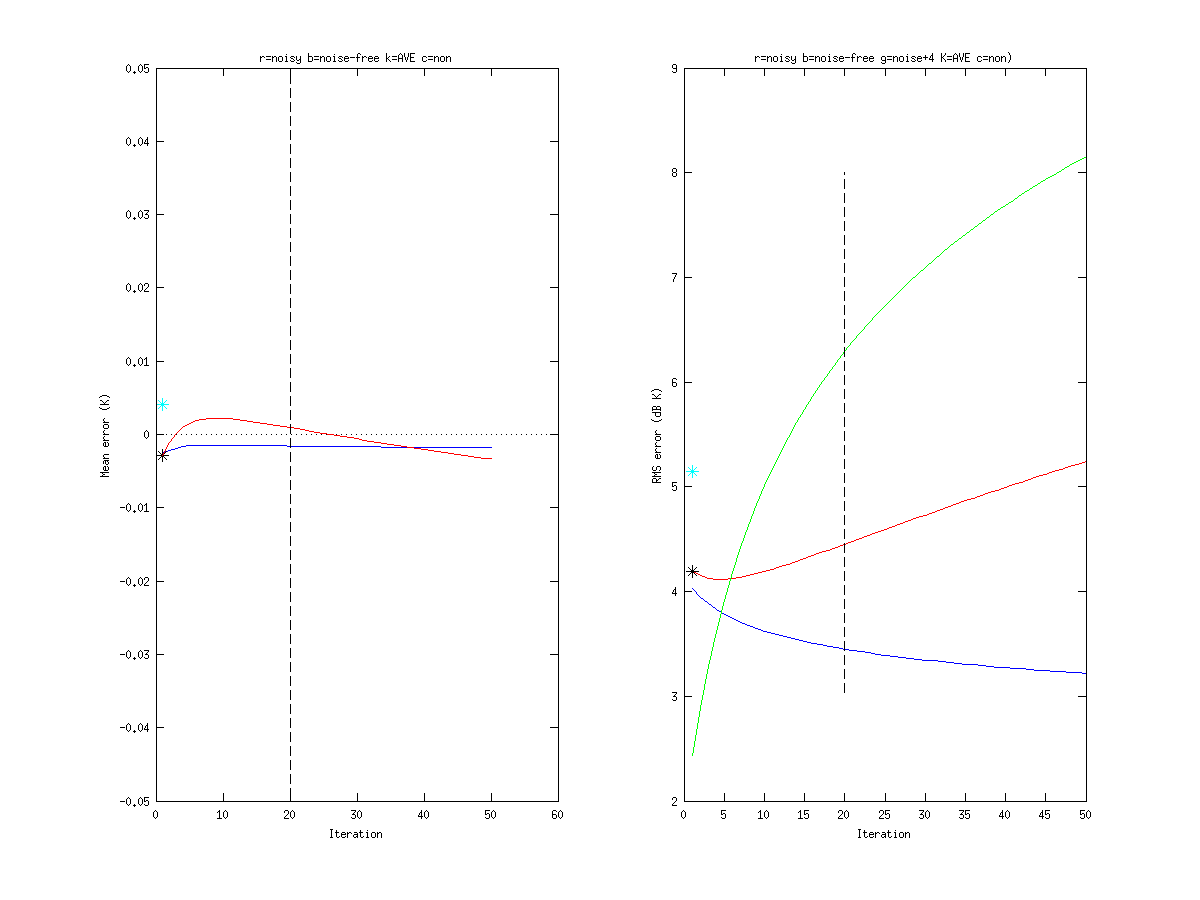 r=noisy b=noise-free k=AVE c=non
0.05
0.04
0.03
0.02
0.01
0
-0.01
-0.02
-0.03
-0.04
-0.05
Mean error (K)
0 10 20 30 40 50 60
Iteration
r=noisy b=noise-free g=noise+4 K=AVE c=non)
9
8
7
6
5
4
3
2
RMS error (dB K)
0 5 10 15 20 25 30 35 40 45 50
Iteration